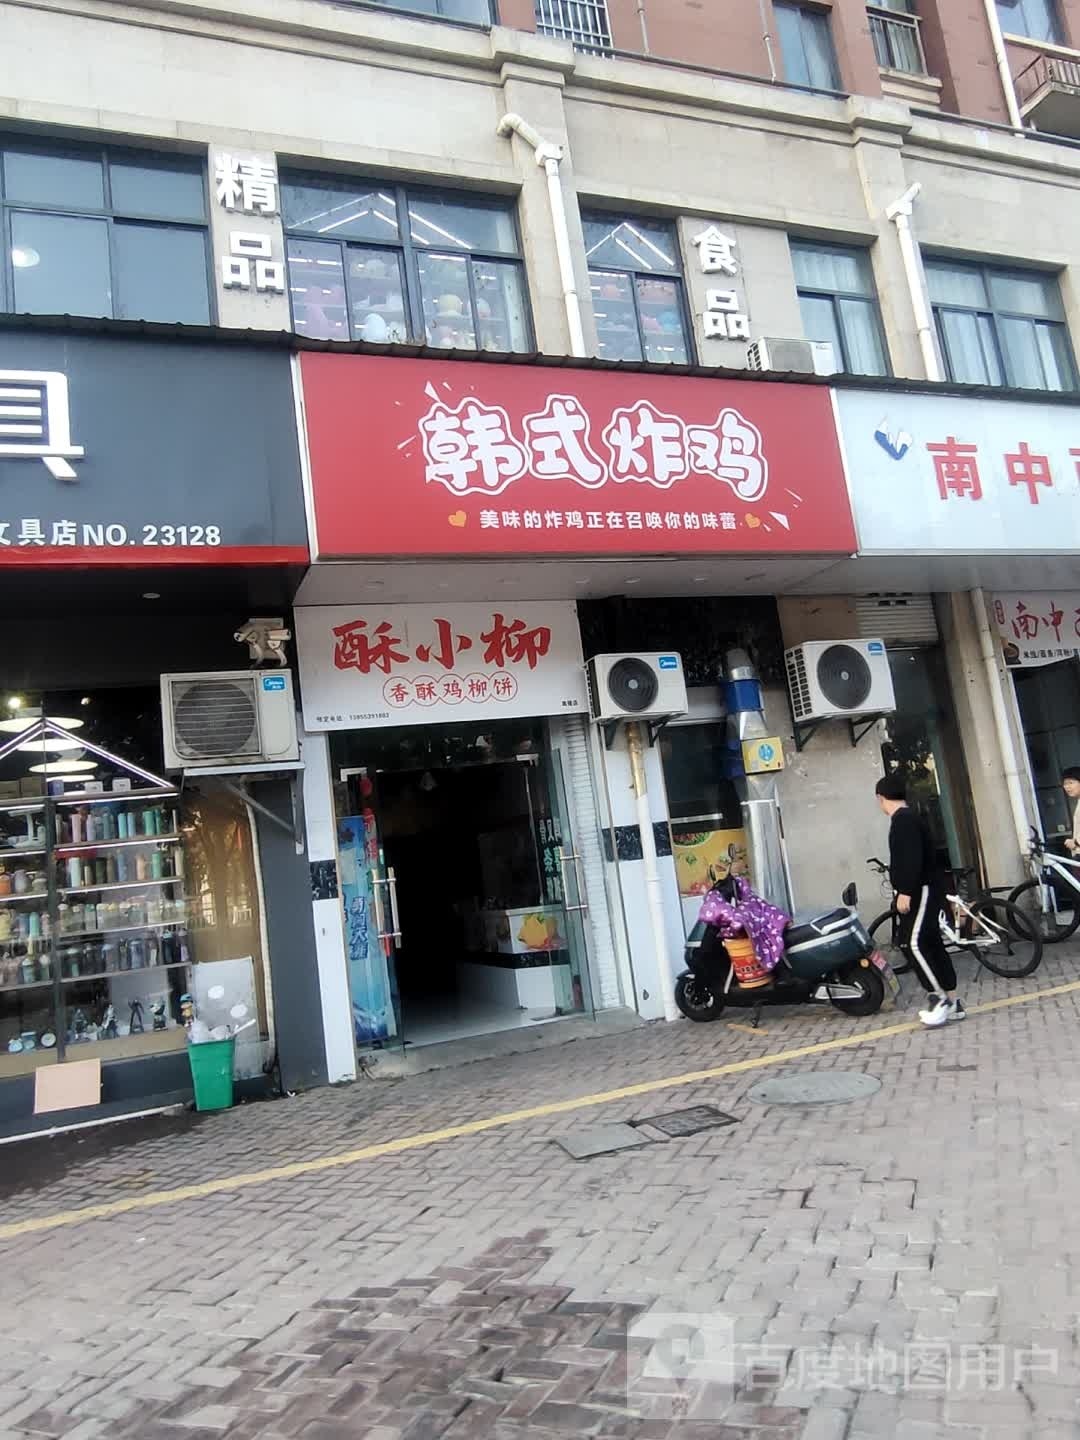 精品
食品
具
文具店NO. 23128
韩式炸鸡
美味的炸鸡正在召唤你的味蕾
南中
酥小柳
香酥鸡柳饼
南中
百度地图用户